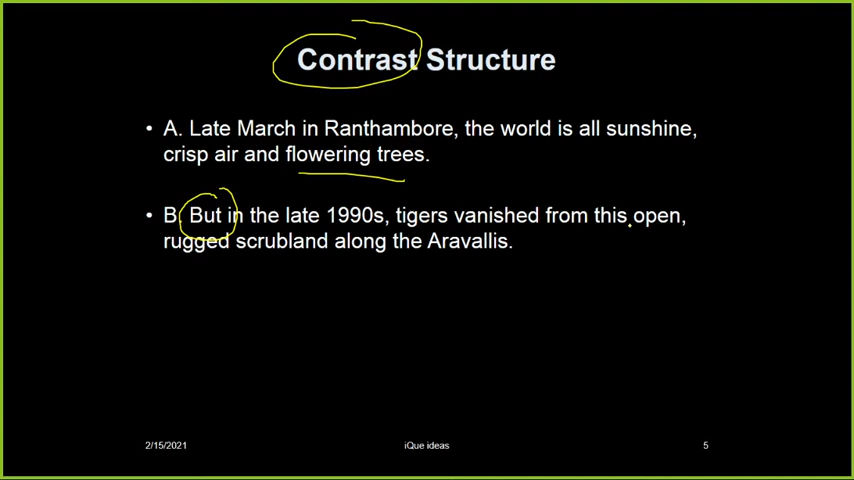 Contrast Structure
• A. Late March in Ranthambore, the world is all sunshine,
crisp air and flowering trees.
• B. But in the late 1990s, tigers vanished from this open,
rugged scrubland along the Aravallis.
2/15/2021 iQue ideas 5